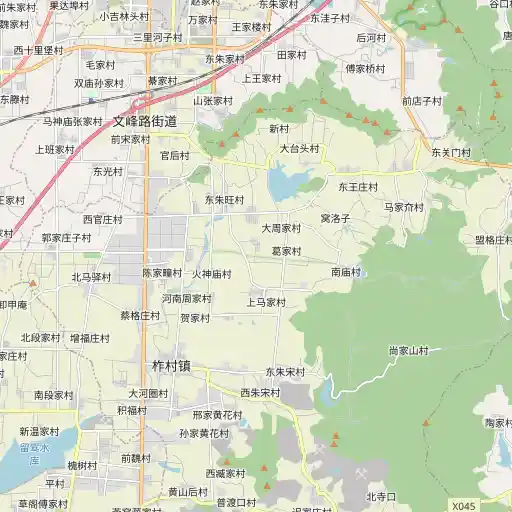 果达埠村
赵家村
东朱家村
东洼子村
谷口村
小吉林头村
万家村
王家楼村
魏家村
三里河子村
后河村
西十里堡村
东朱家村
田家村
毛家村
傅家桥村
上王家村
双庙孙家村
綦家村
东滕村
山张家村
前店子村
马神庙张家村
文峰路街道
新村
前宋家村
大台头村
上班家村
官后村
东关门村
东光村
东王庄村
王家村
东朱旺村
马家夼村
西官庄村
窝洛子
大周家村
郭家庄子村
盟格庄村
葛家村
陈家疃村
火神庙村
南庙村
北马驿村
卸甲庵
河南周家村
上马家村
蔡格庄村
贺家村
北段家村
增福庄村
尚家山村
家庄村
柞村镇
东朱宋村
南段家村
大河圈村
西朱宋村
积福村
邢家黄花村
陶家村
新温家村
孙家黄花村
留驾水
库
前魏村
槐树村
西臧家村
平村
黄山后村
北寺口
草阁傅家村
普渡口村
X045